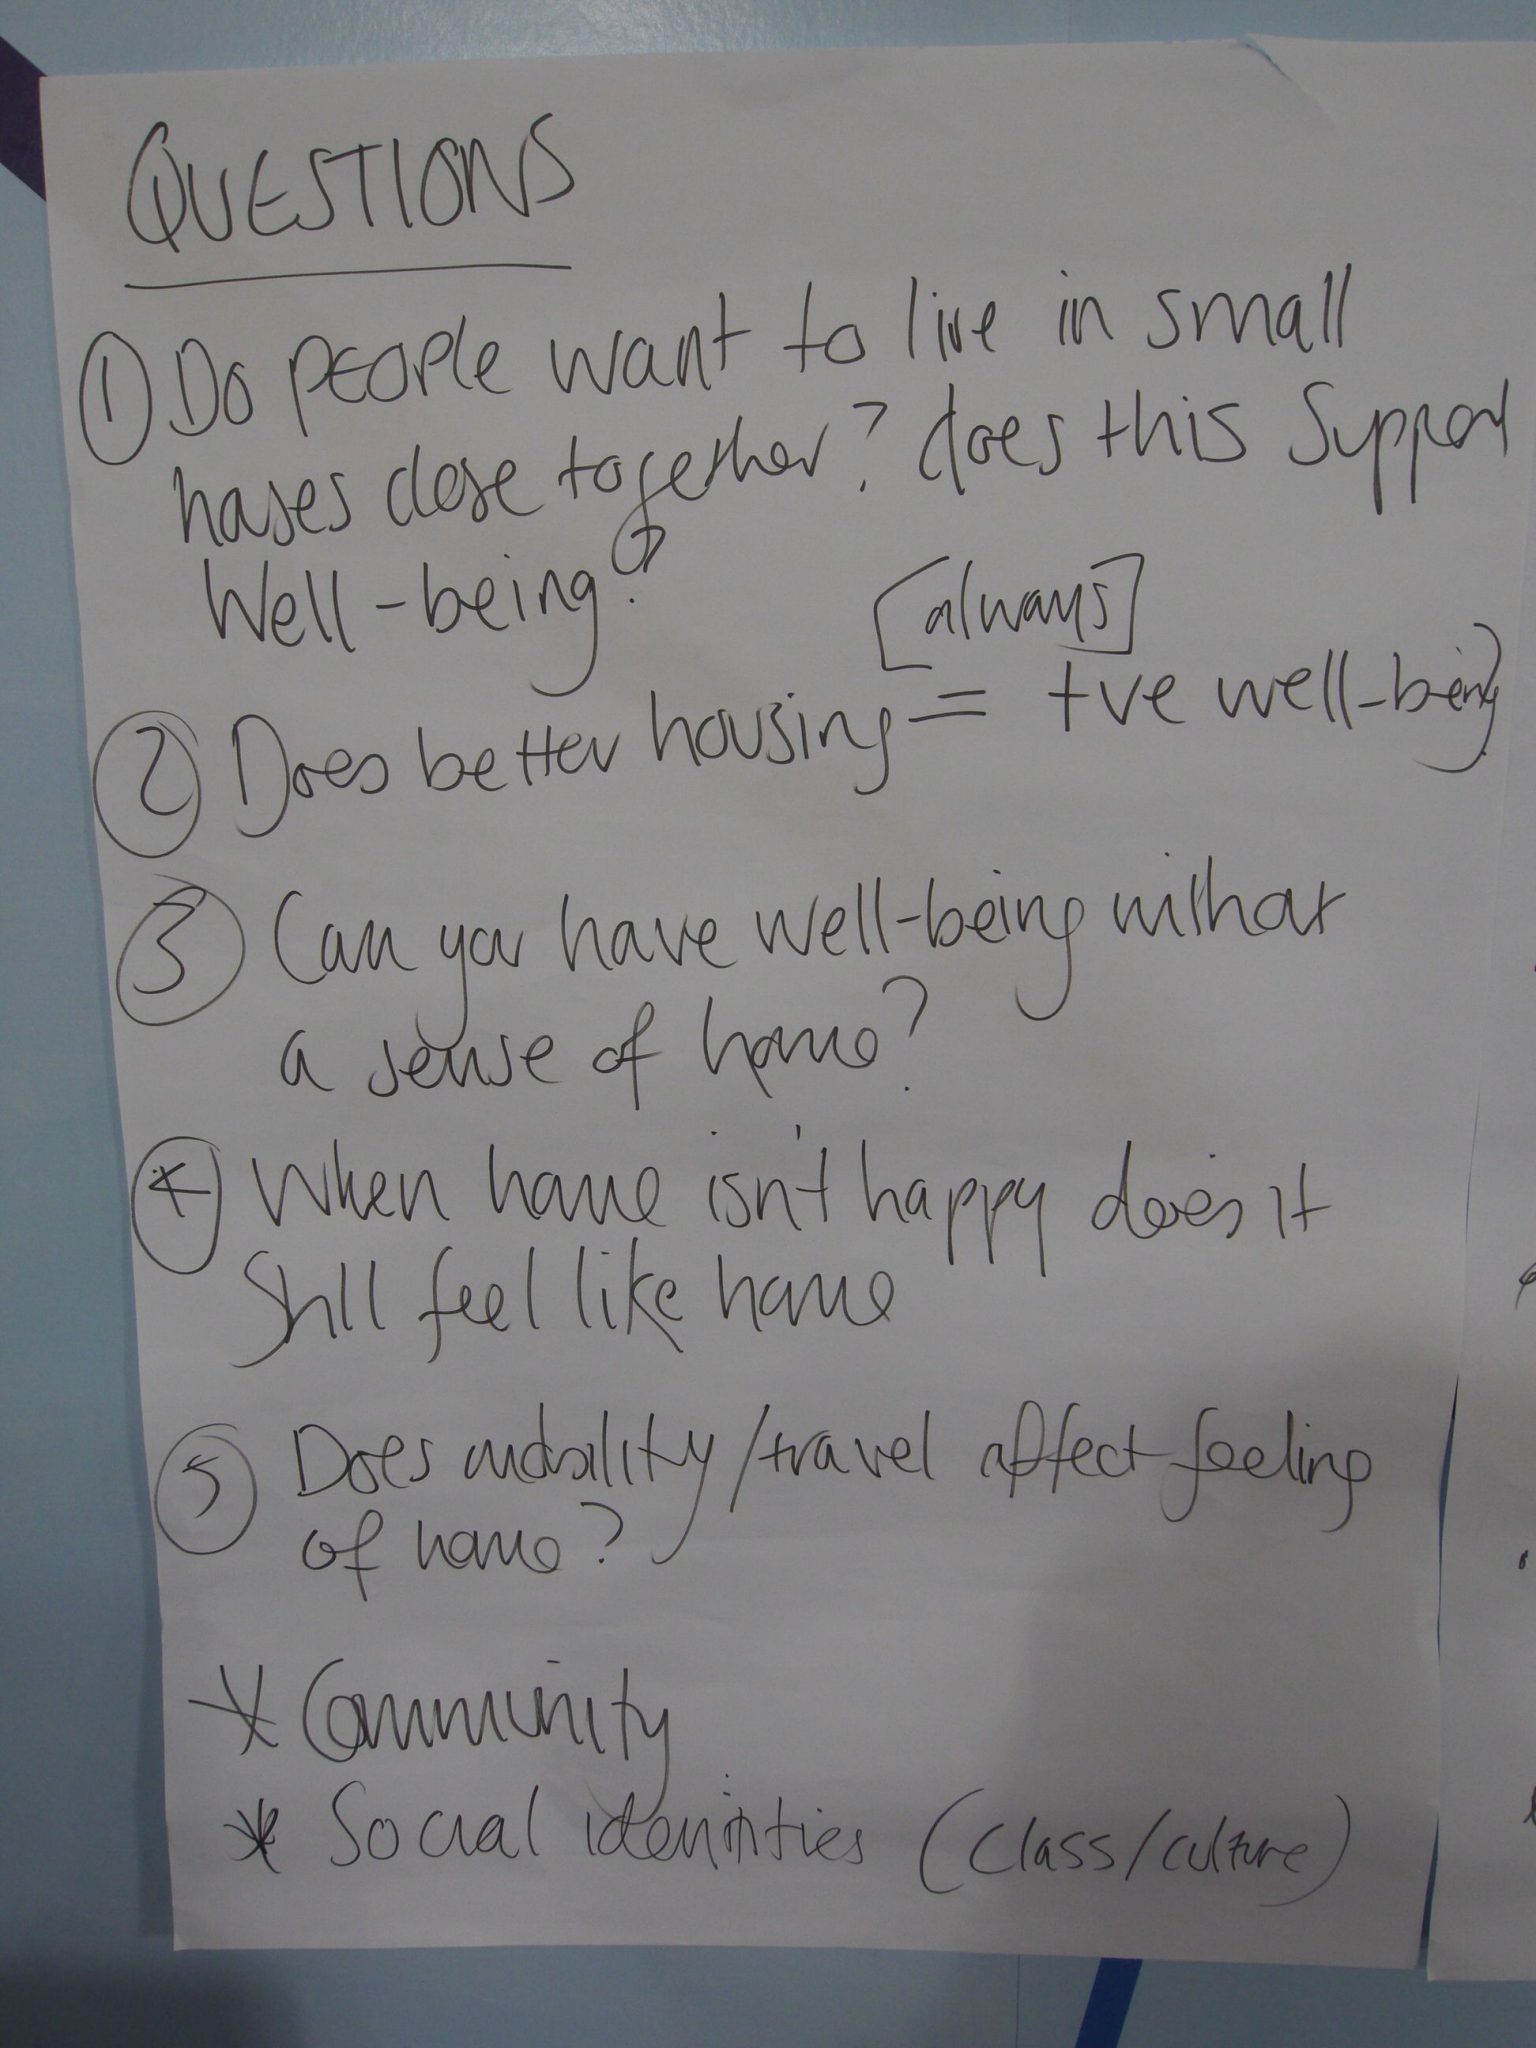 QUESTIONS
① Do people want to live in small
houses close together? does this support
Well-being?
[always]
② Does better housing = +ve well-being
③ Can you have well-being without
a sense of home?
④ When home isn't happy does it
Still feel like home
⑤ Does mobility/travel affect feeling
of home?
* Community
* Social identities (class/culture)